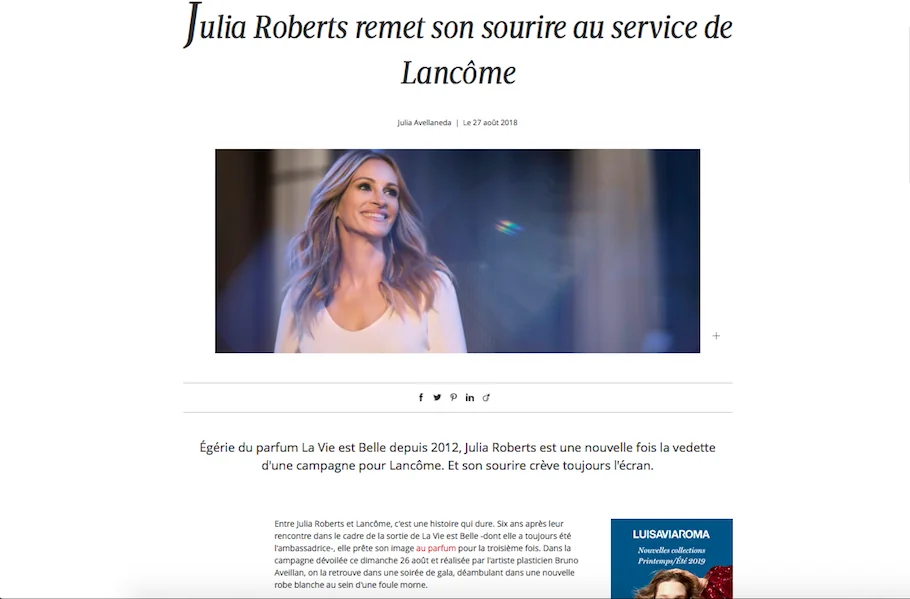 Julia Roberts remet son sourire au service de
Lancôme
Julia Avellaneda | Le 27 août 2018
Égérie du parfum La Vie est Belle depuis 2012, Julia Roberts est une nouvelle fois la vedette
d'une campagne pour Lancôme. Et son sourire crève toujours l'écran.
Entre Julia Roberts et Lancôme, c'est une histoire qui dure. Six ans après leur
rencontre dans le cadre de la sortie de La Vie est Belle -dont elle a toujours été
l'ambassadrice-, elle prête son image au parfum pour la troisième fois. Dans la
campagne dévoilée ce dimanche 26 août et réalisée par l'artiste plasticien Bruno
Aveillan, on la retrouve dans une soirée de gala, déambulant dans une nouvelle
robe blanche au sein d'une foule morne.
LUISAVIAROMA
Nouvelles collections
Printemps/Été 2019